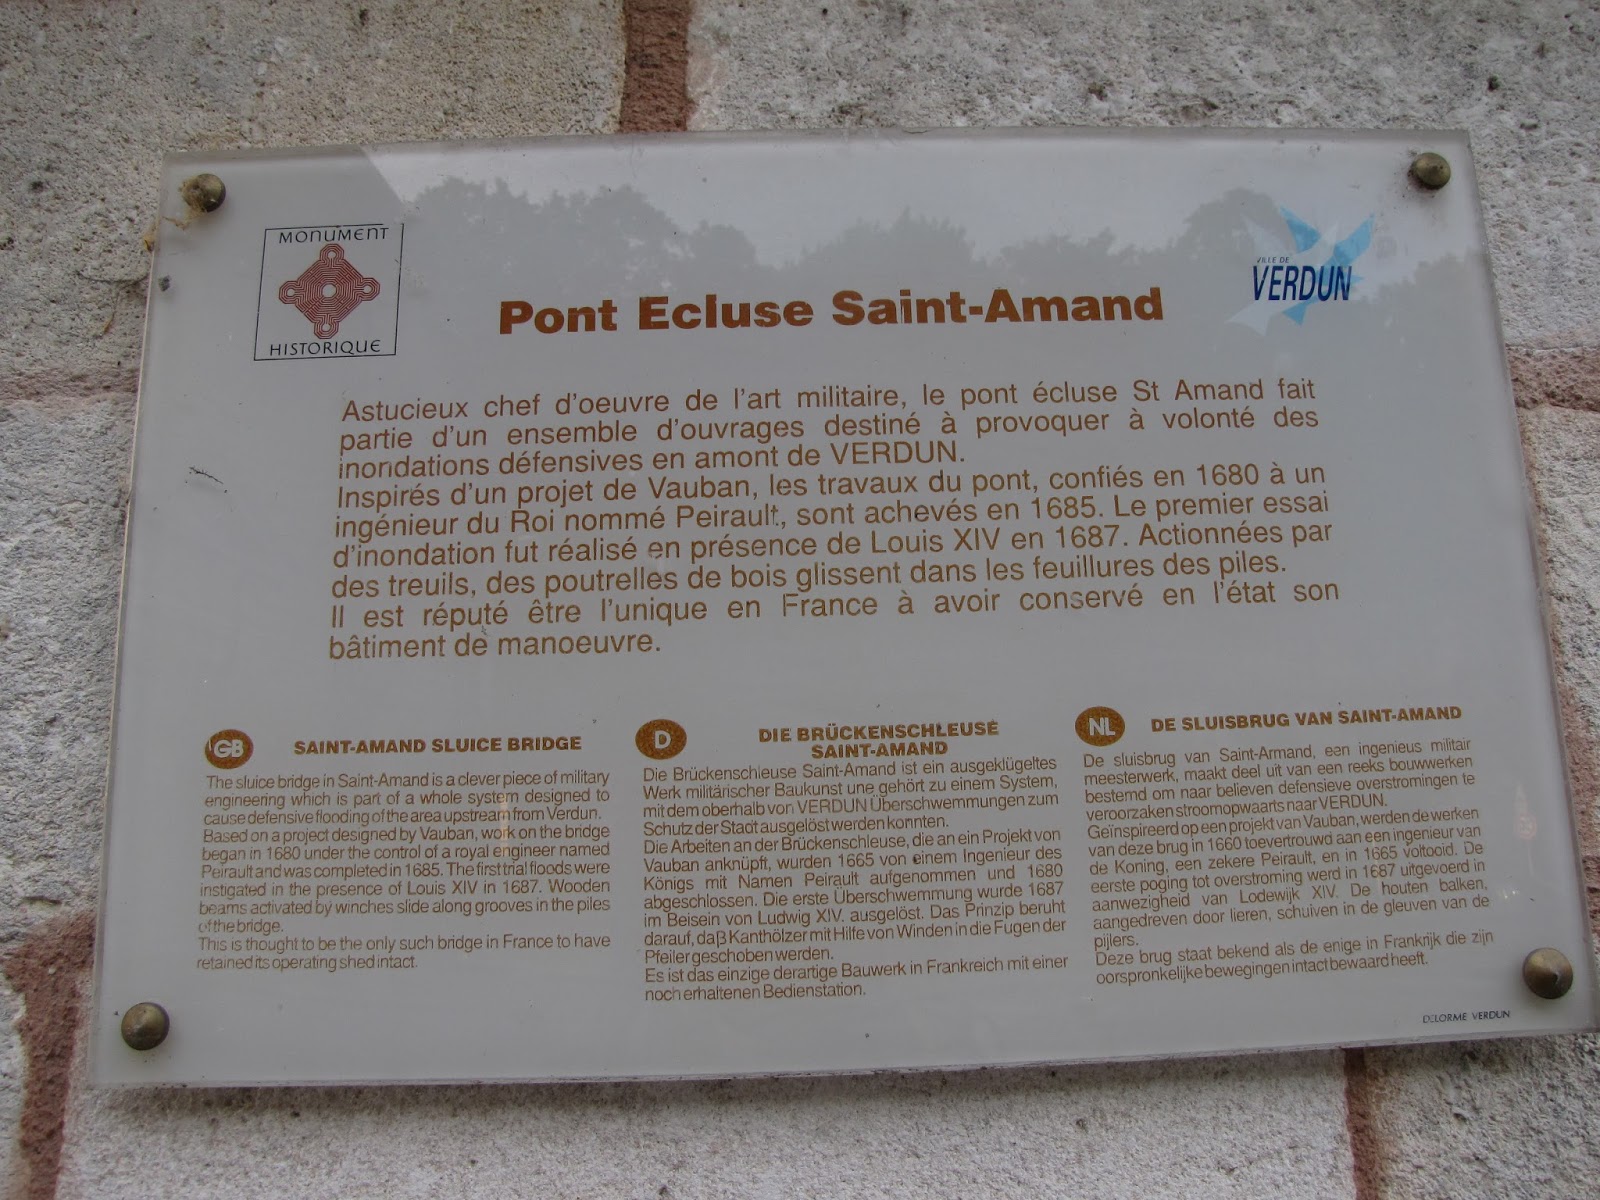 MONUMENT
HISTORIQUE
VILLE DE
VERDUN
Pont Ecluse Saint-Amand
Astucieux chef d'oeuvre de l'art militaire, le pont écluse St Amand fait
partie d'un ensemble d'ouvrages destiné à provoquer à volonté des
inondations défensives en amont de VERDUN.
Inspirés d'un projet de Vauban, les travaux du pont, confiés en 1680 à un
ingénieur du Roi nommé Peirault, sont achevés en 1685. Le premier essai
d'inondation fut réalisé en présence de Louis XIV en 1687. Actionnées par
des treuils, des poutrelles de bois glissent dans les feuillures des piles.
Il est réputé être l'unique en France à avoir conservé en l'état son
bâtiment de manoeuvre.
GB
SAINT-AMAND SLUICE BRIDGE
The sluice bridge in Saint-Amand is a clever piece of military
engineering which is part of a whole system designed to
cause defensive flooding of the area upstream from Verdun.
Based on a project designed by Vauban, work on the bridge
began in 1680 under the control of a royal engineer named
Peirault and was completed in 1685. The first trial floods were
instigated in the presence of Louis XIV in 1687. Wooden
beams activated by winches slide along grooves in the piles
of the bridge.
This is thought to be the only such bridge in France to have
retained its operating shed intact.
D
DIE BRÜCKENSCHLEUSE
SAINT-AMAND
Die Brückenschleuse Saint-Amand ist ein ausgeklügeltes
Werk militärischer Baukunst une gehört zu einem System,
mit dem oberhalb von VERDUN Überschwemmungen zum
Schutz der Stadt ausgelöst werden konnten.
Die Arbeiten an der Brückenschleuse, die an ein Projekt von
Vauban anknüpft, wurden 1665 von einem Ingenieur des
Königs mit Namen Peirault aufgenommen und 1680
abgeschlossen. Die erste Überschwemmung wurde 1687
im Beisein von Ludwig XIV. ausgelöst. Das Prinzip beruht
darauf, daß Kanthölzer mit Hilfe von Winden in die Fugen der
Pfeiler geschoben werden.
Es ist das einzige derartige Bauwerk in Frankreich mit einer
noch erhaltenen Bedienstation.
NL
DE SLUISBRUG VAN SAINT-AMAND
De sluisbrug van Saint-Armand, een ingenieus militair
meesterwerk, maakt deel uit van een reeks bouwwerken
bestemd om naar believen defensieve overstromingen te
veroorzaken stroomopwaarts naar VERDUN.
Geïnspireerd op een projekt van Vauban, werden de werken
van deze brug in 1660 toevertrouwd aan een ingenieur van
de Koning, een zekere Peirault, en in 1665 voltooid. De
eerste poging tot overstroming werd in 1687 uitgevoerd in
aanwezigheid van Lodewijk XIV. De houten balken,
aangedreven door lieren, schuiven in de gleuven van de
pijlers.
Deze brug staat bekend als de enige in Frankrijk die zijn
oorspronkelijke bewegingen intact bewaard heeft.
DELORME VERDUN